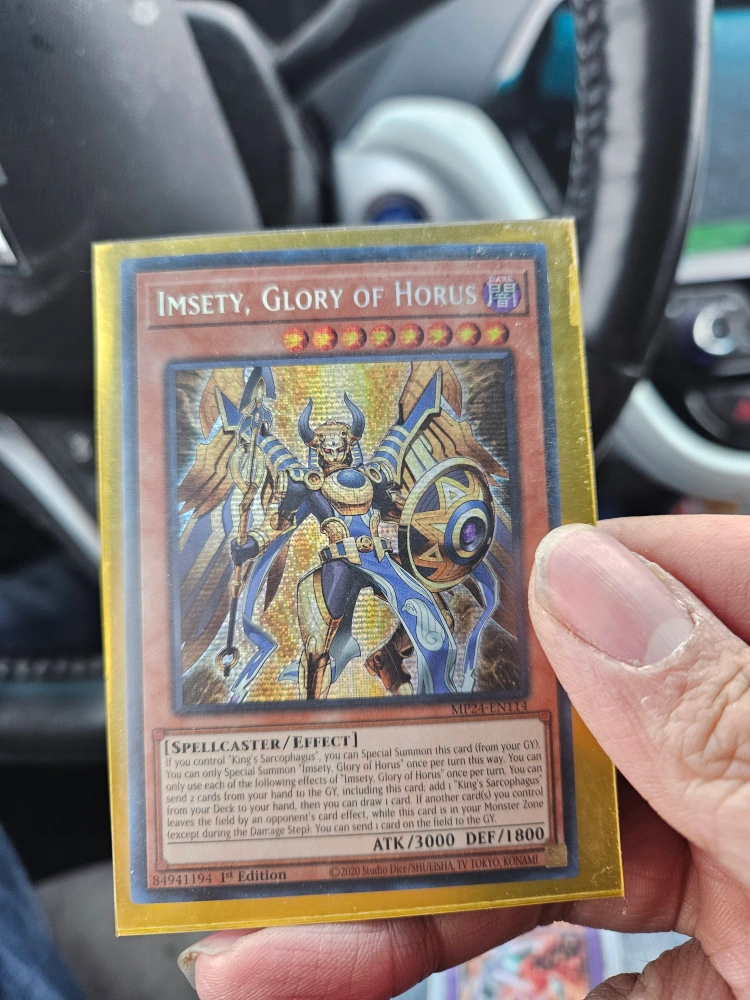 Imsety, Glory of Horus
DARK
闇
MP24-EN114
[Spellcaster/Effect]
If you control "King's Sarcophagus", you can Special Summon this card (from your GY).
You can only Special Summon "Imsety, Glory of Horus" once per turn this way. You can
only use each of the following effects of "Imsety, Glory of Horus" once per turn. You can
send 2 cards from your hand to the GY, including this card; add 1 "King's Sarcophagus"
from your Deck to your hand, then you can draw 1 card. If another card(s) you control
leaves the field by an opponent's card effect, while this card is in your Monster Zone
(except during the Damage Step): You can send 1 card on the field to the GY.
ATK/3000 DEF/1800
84941194 1st Edition
©2020 Studio Dice/SHUEISHA, TV TOKYO, KONAMI